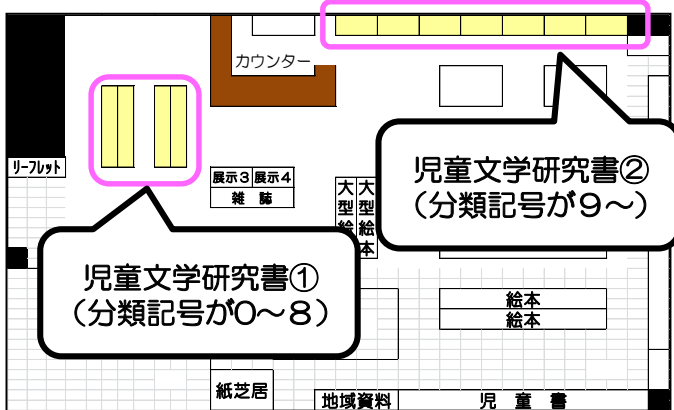 カウンター
リーフレット
展示3 展示4
雑誌
大型絵本
大型絵本
児童文学研究書②
（分類記号が9～）
児童文学研究書①
（分類記号が0～8）
絵本
絵本
紙芝居
地域資料
児童書